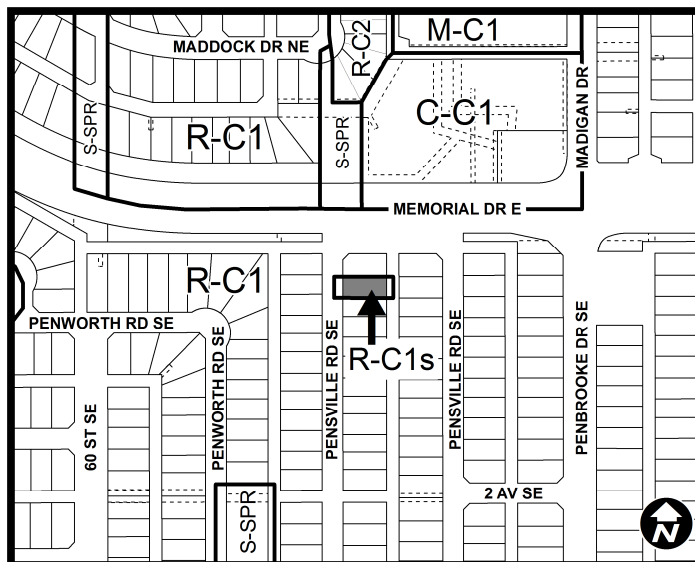 MADDOCK DR NE
R-C2
M-C1
S-SPR
R-C1
S-SPR
C-C1
MADIGAN DR
MEMORIAL DR E
R-C1
PENWORTH RD SE
R-C1s
60 ST SE
PENWORTH RD SE
PENSVILLE RD SE
PENSVILLE RD SE
PENBROOKE DR SE
S-SPR
2 AV SE
N